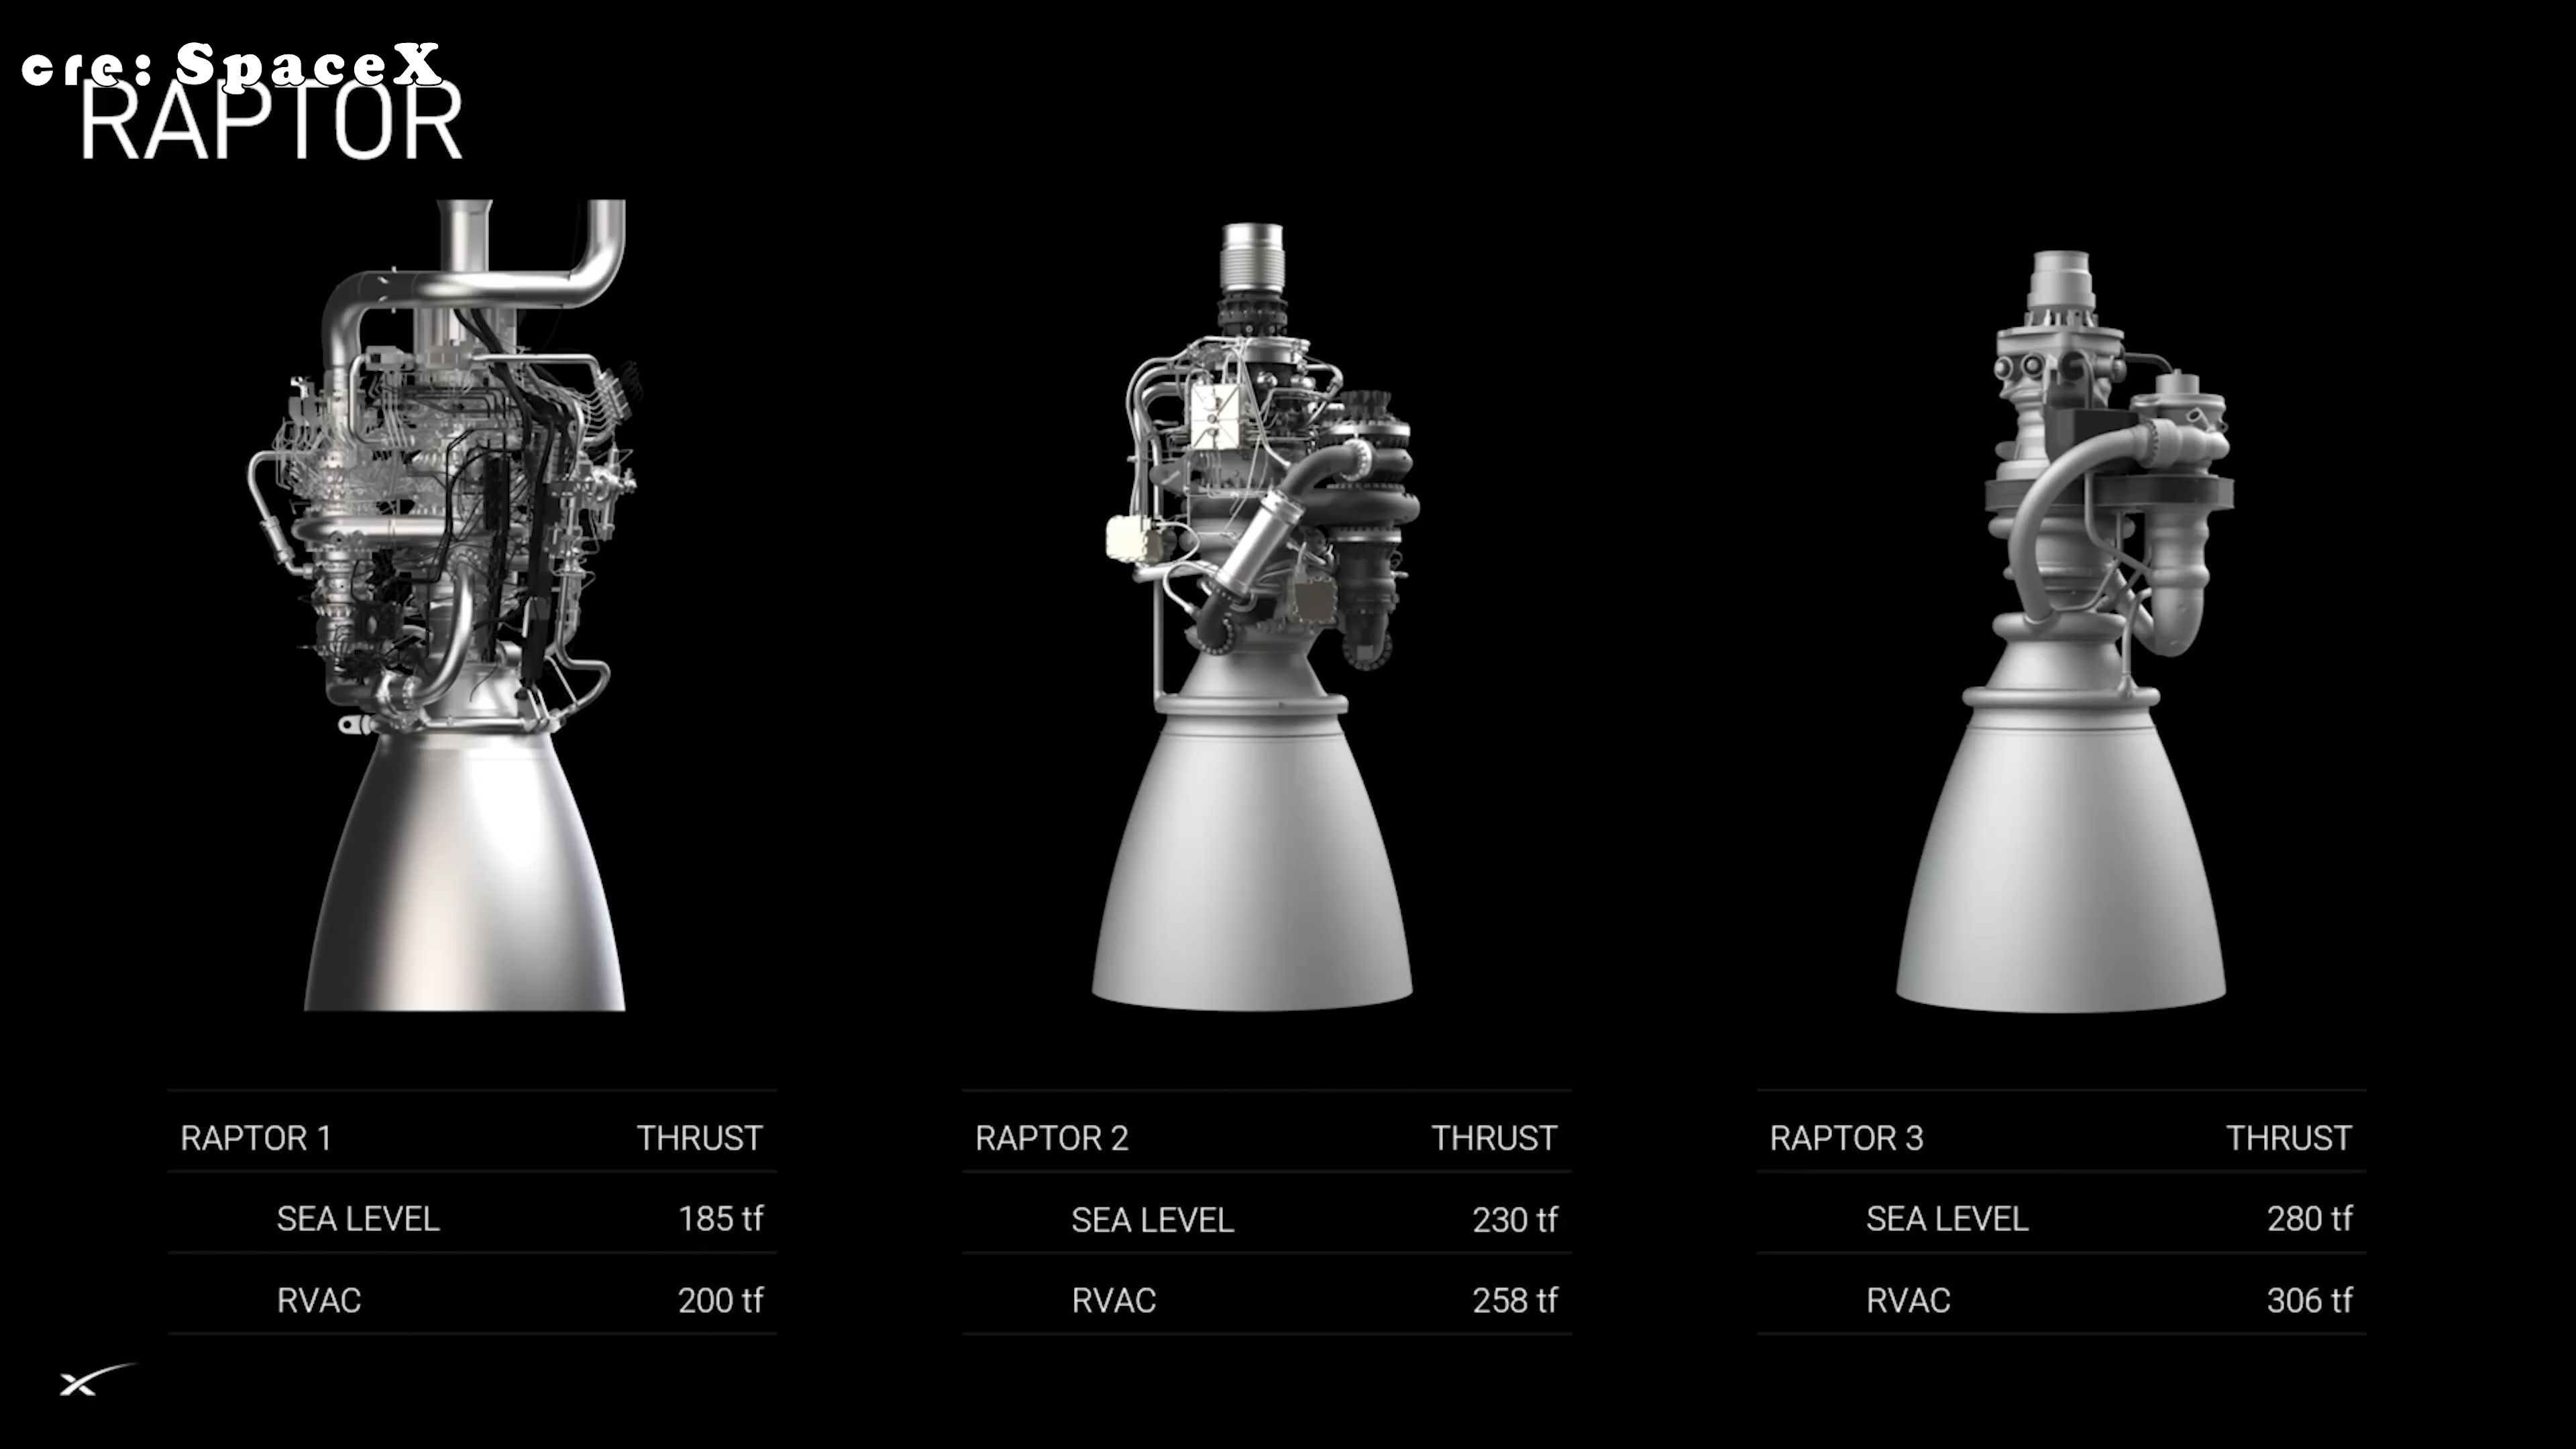 cre: SpaceX
RAPTOR
RAPTOR 1 THRUST
SEA LEVEL 185 tf
RVAC 200 tf
RAPTOR 2 THRUST
SEA LEVEL 230 tf
RVAC 258 tf
RAPTOR 3 THRUST
SEA LEVEL 280 tf
RVAC 306 tf